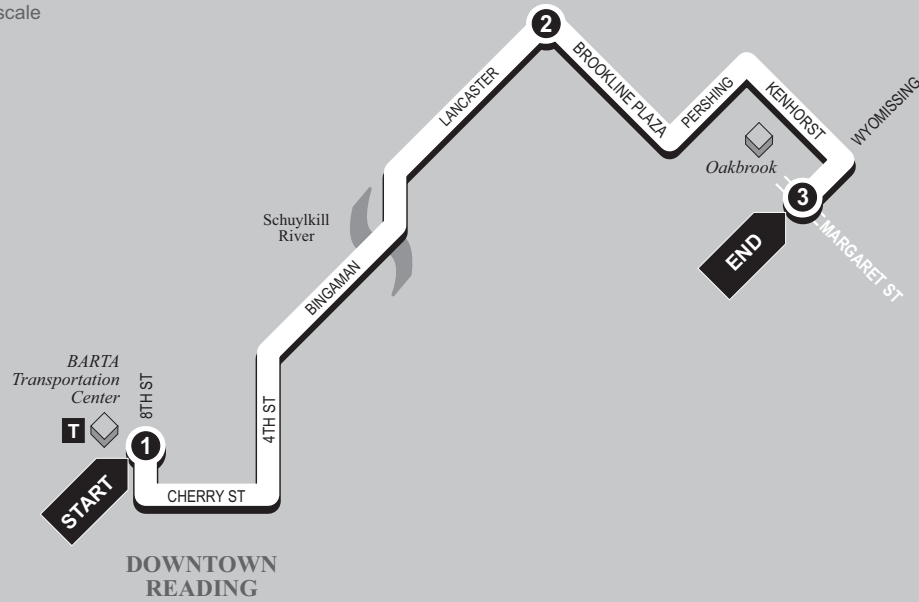 scale
2
BROOKLINE PLAZA
LANCASTER
PERSHING
KENHORST
WYOMISSING
Oakbrook
3
END
MARGARET ST
Schuylkill
River
BINGAMAN
BARTA
Transportation
Center
T
8TH ST
1
4TH ST
START
CHERRY ST
DOWNTOWN
READING